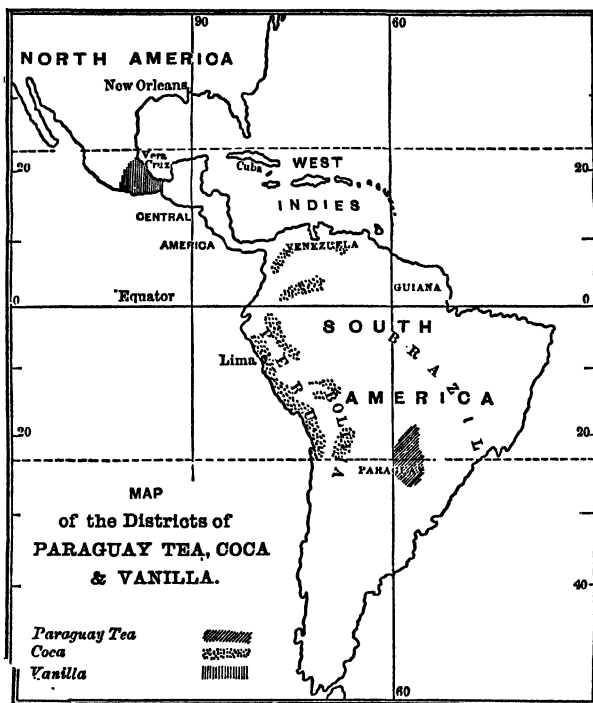 90
60
NORTH AMERICA
New Orleans
Vera
Cruz
20
Cuba
WEST
20
INDIES
CENTRAL
AMERICA
VENEZUELA
GUIANA
Equator
0
0
SOUTH
BRAZIL
PERU
Lima
AMERICA
BOLIVI
20
20
PARAGUA
MAP
of the Districts of
PARAGUAY TEA, COCA
& VANILLA.
40
Paraguay Tea
Coca
Vanilla
60